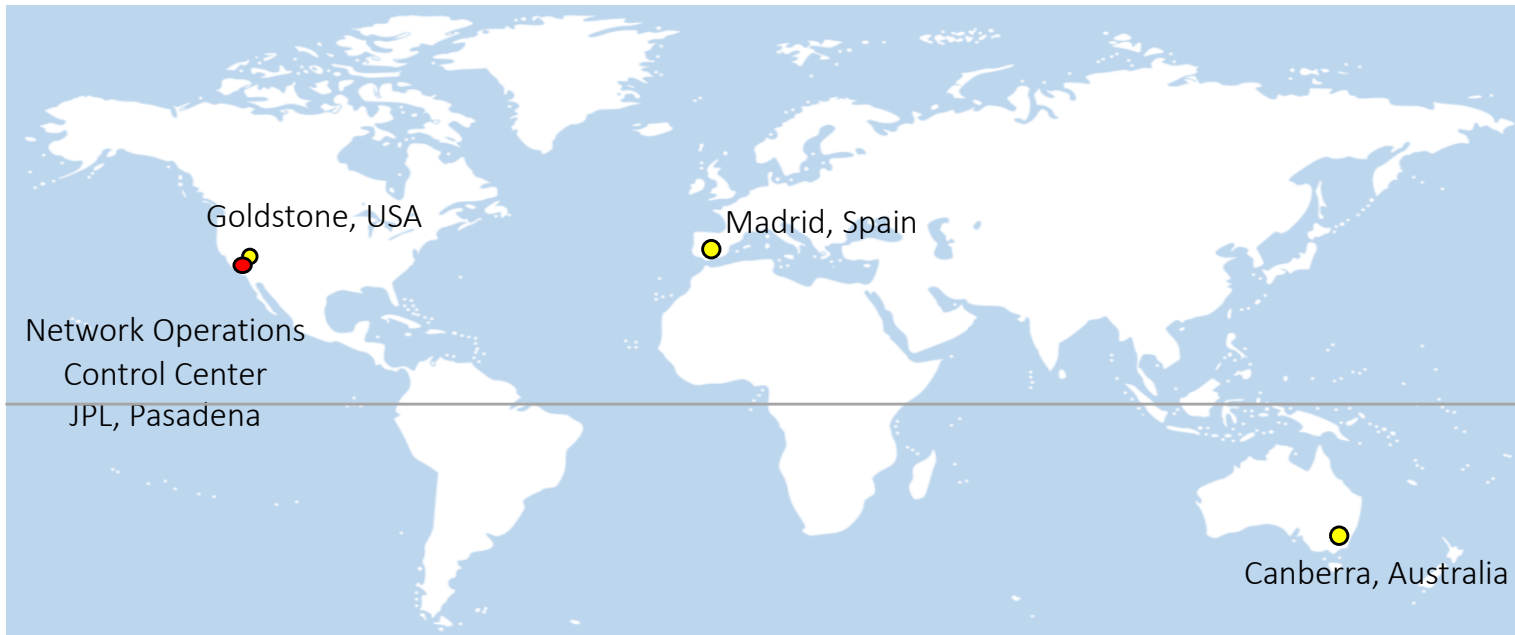 Goldstone, USA
Madrid, Spain
Network Operations
Control Center
JPL, Pasadena
Canberra, Australia